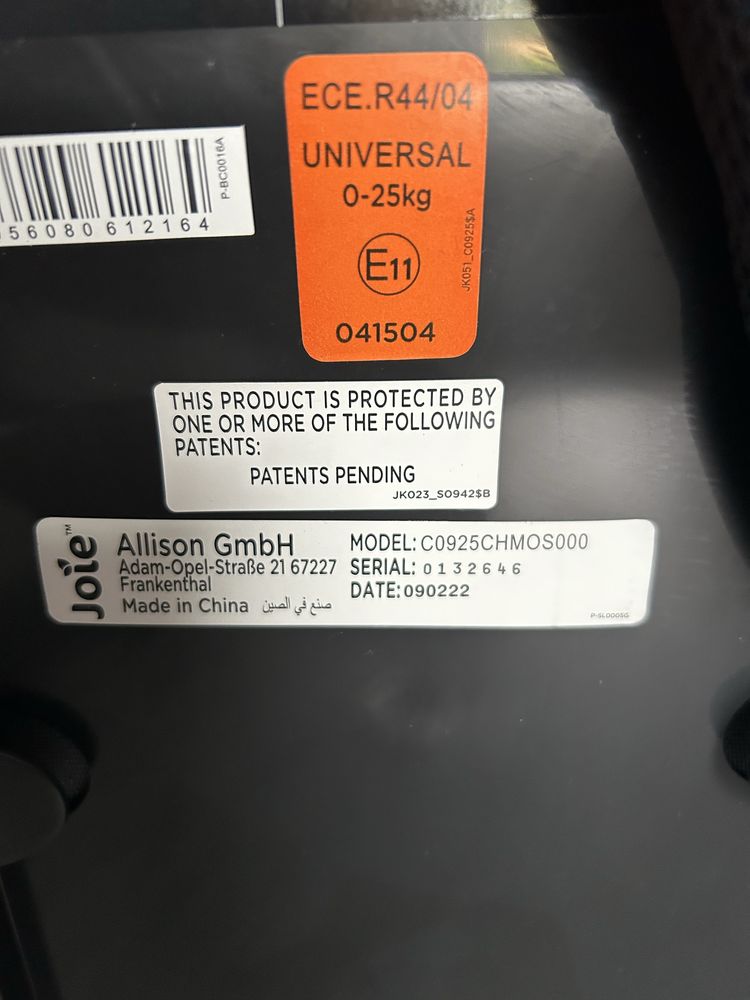 ECE.R44/04
UNIVERSAL
0-25kg
E11
041504
JK051_C0925$A
P-BC0016A
56080 612164
THIS PRODUCT IS PROTECTED BY
ONE OR MORE OF THE FOLLOWING
PATENTS:
PATENTS PENDING
JK023_S0942$B
Joie™
Allison GmbH
Adam-Opel-Straße 21 67227
Frankenthal
Made in China صنع في الصين
MODEL: C0925CHMOS000
SERIAL: 0132646
DATE: 090222
P-SL0005G